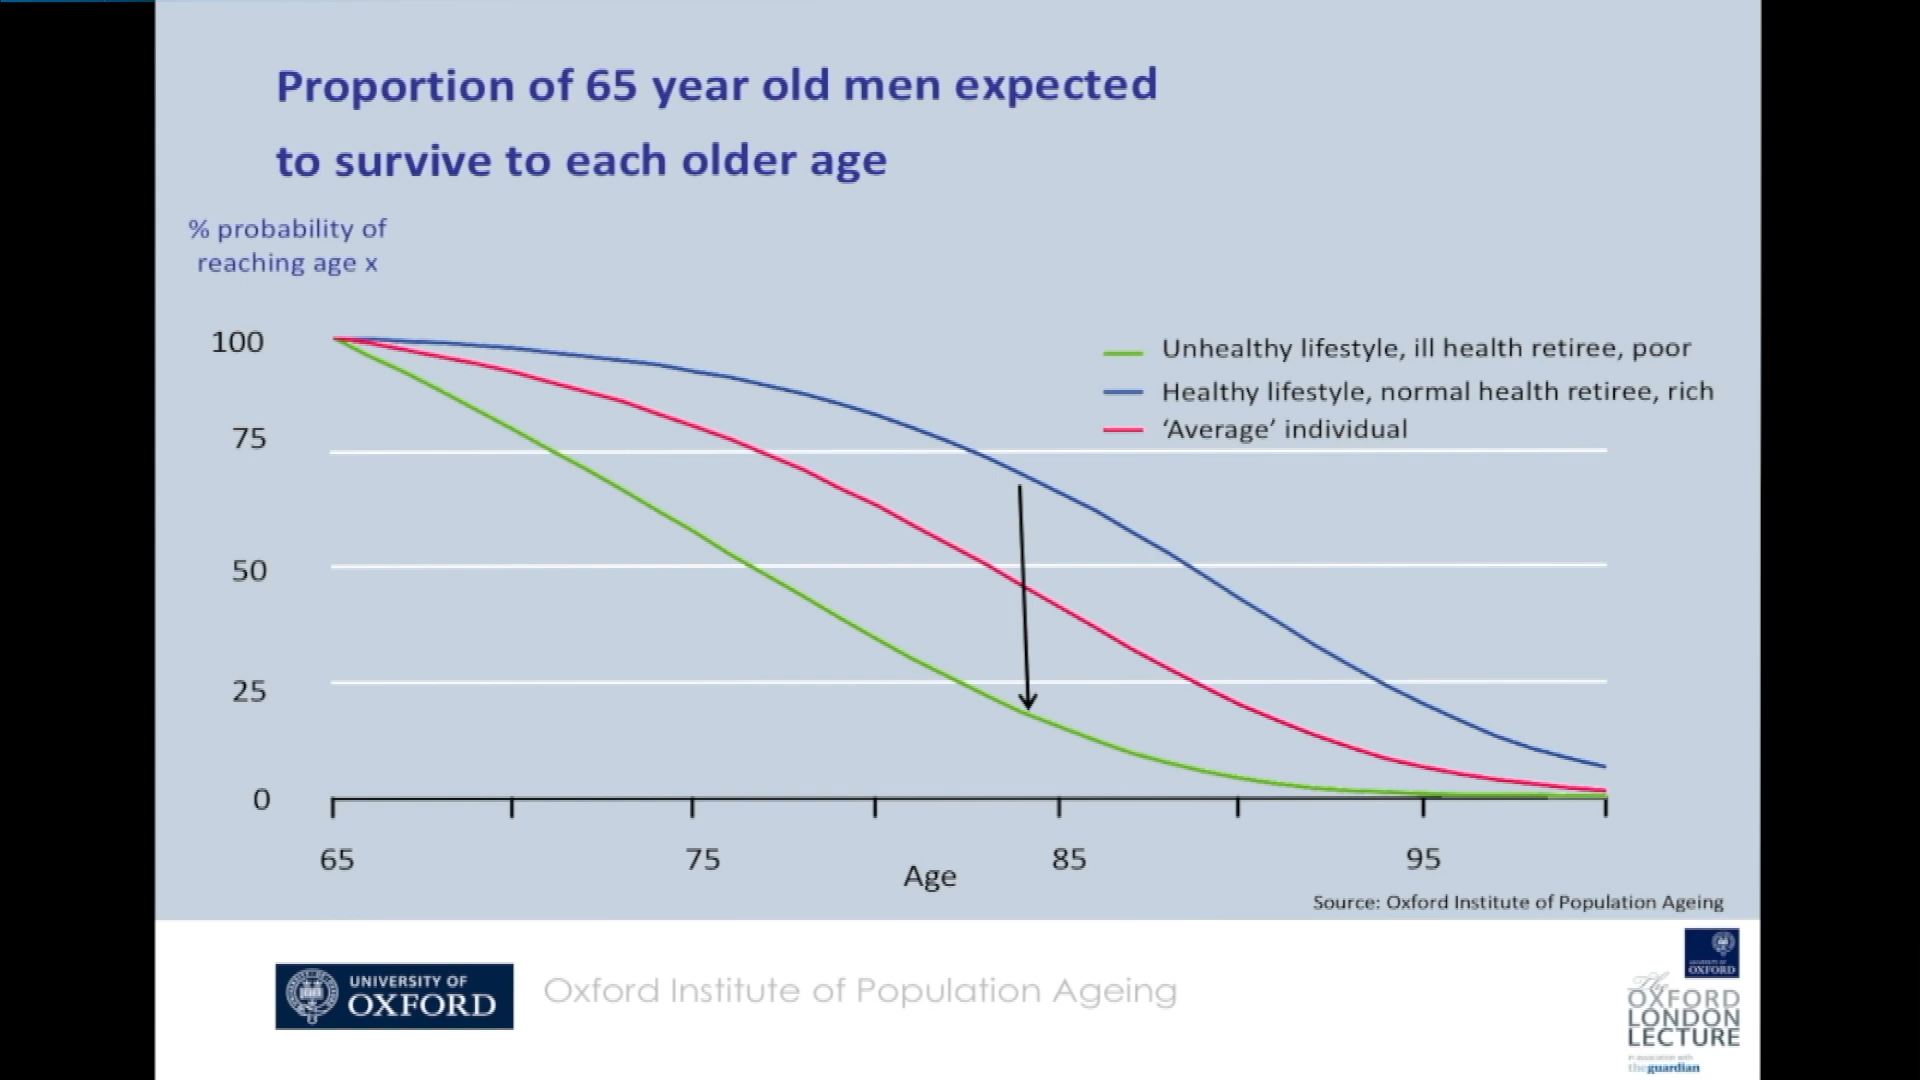 Proportion of 65 year old men expected
to survive to each older age
% probability of
reaching age x
100
75
50
25
0
Unhealthy lifestyle, ill health retiree, poor
Healthy lifestyle, normal health retiree, rich
‘Average’ individual
65
75
85
95
Age
Source: Oxford Institute of Population Ageing
UNIVERSITY OF
OXFORD
Oxford Institute of Population Ageing
UNIVERSITY OF
OXFORD
The
OXFORD
LONDON
LECTURE
in association with
theguardian